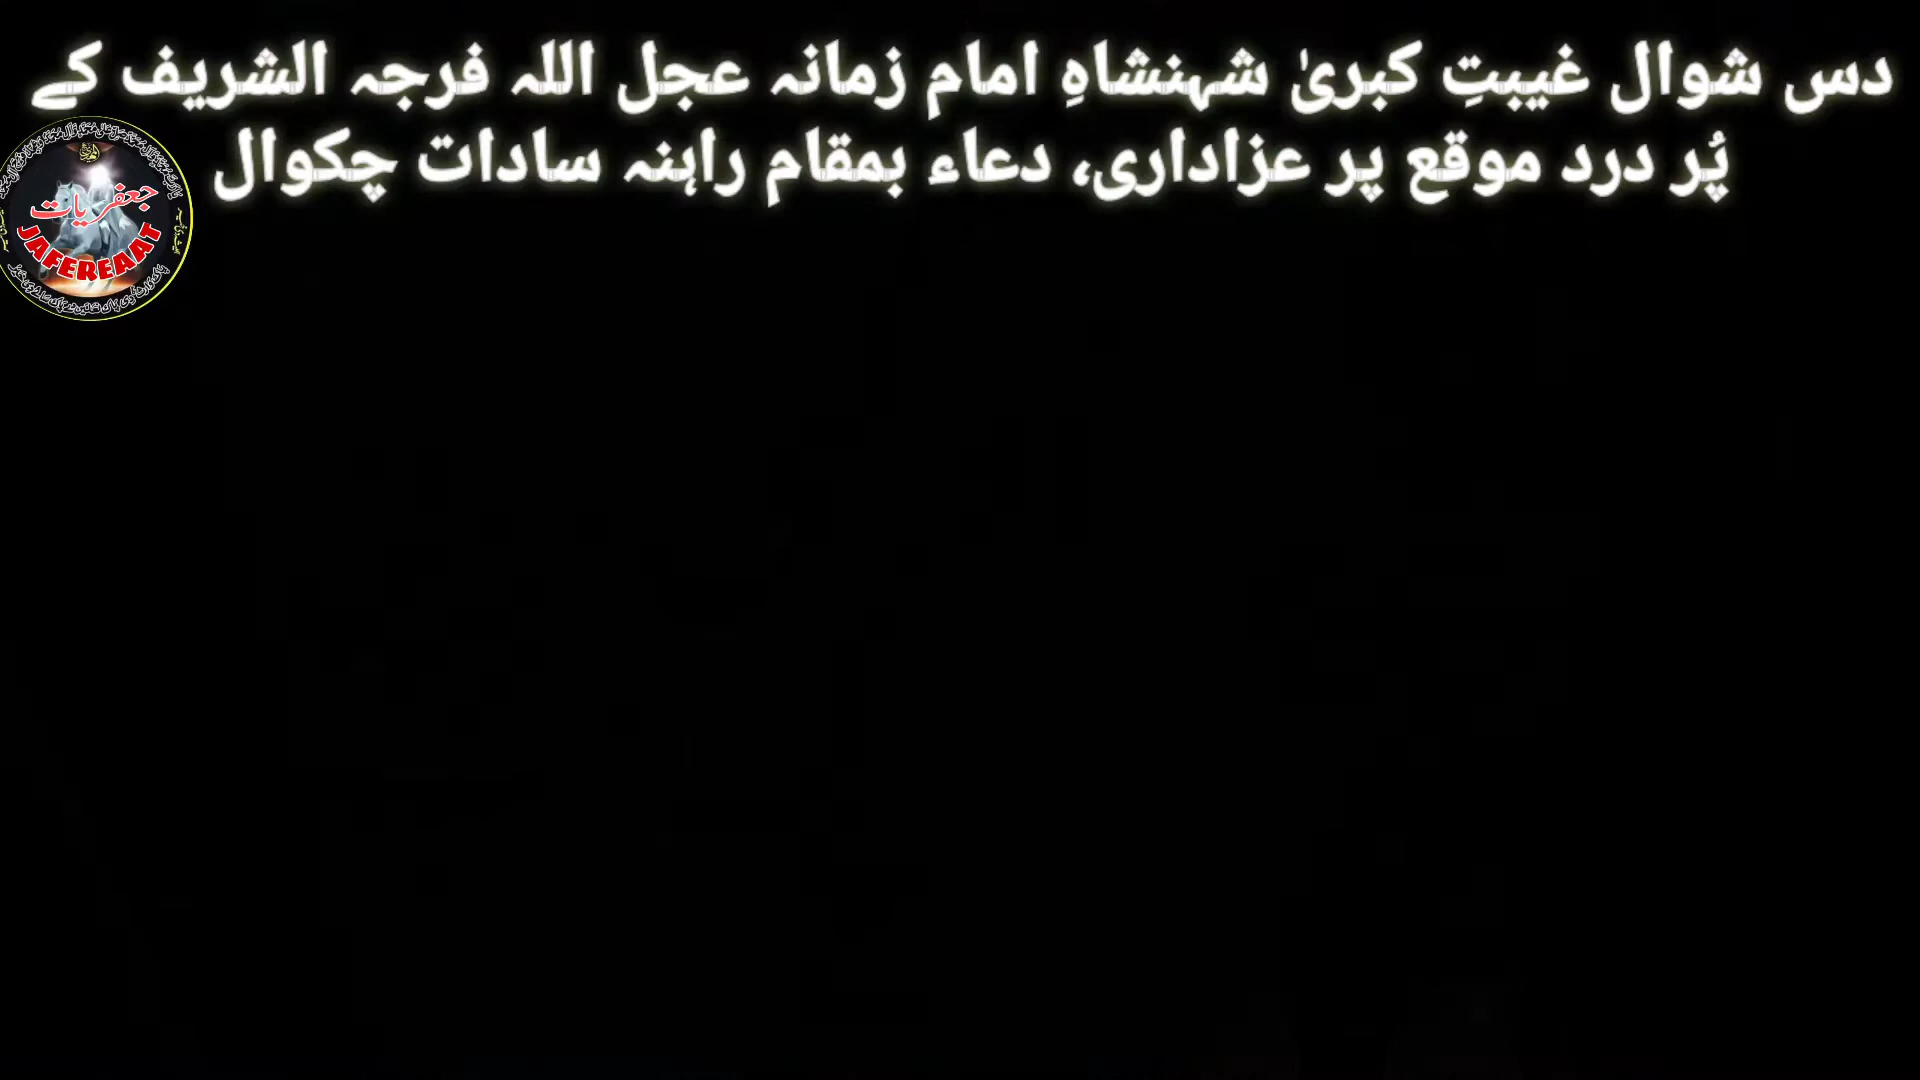 دس شوال غیبتِ کبریٰ شہنشاہِ امام زمانہ عجل اللہ فرجہ الشریف کے
پُر درد موقع پر عزاداری، دعاء بمقام راہنہ سادات چکوال
جعفریات
JAFEREAAT